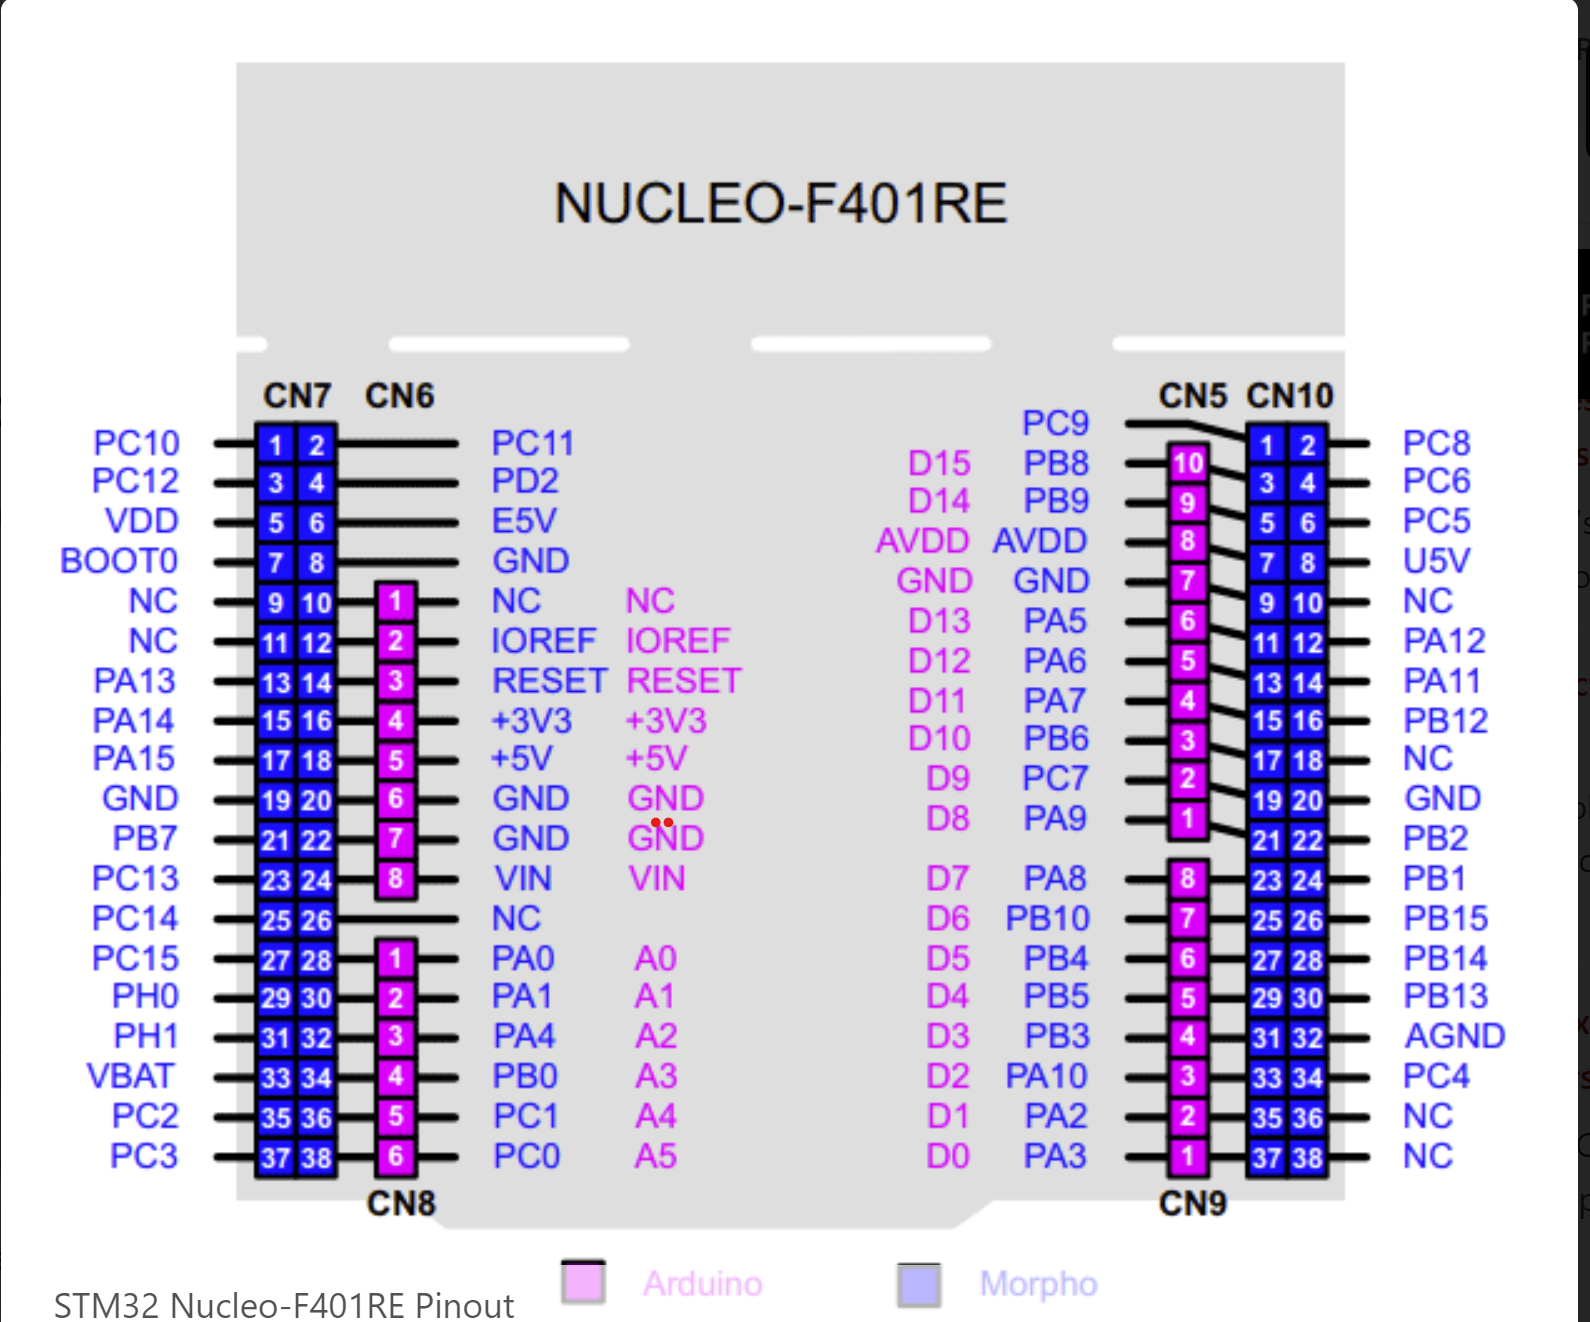 NUCLEO-F401RE
CN7 CN6 CN5 CN10
PC9
PC10 1 2 PC11 1 2 PC8
D15 PB8 10
PC12 3 4 PD2 3 4 PC6
D14 PB9 9
VDD 5 6 E5V 5 6 PC5
AVDD AVDD 8
BOOT0 7 8 GND 7 8 U5V
GND GND 7
NC 9 10 1 NC NC 9 10 NC
D13 PA5 6
NC 11 12 2 IOREF IOREF 11 12 PA12
D12 PA6 5
PA13 13 14 3 RESET RESET 13 14 PA11
D11 PA7 4
PA14 15 16 4 +3V3 +3V3 15 16 PB12
D10 PB6 3
PA15 17 18 5 +5V +5V 17 18 NC
D9 PC7 2
GND 19 20 6 GND GND 19 20 GND
D8 PA9 1
PB7 21 22 7 GND GND 21 22 PB2
PC13 23 24 8 VIN VIN D7 PA8 8 23 24 PB1
PC14 25 26 NC D6 PB10 7 25 26 PB15
PC15 27 28 1 PA0 A0 D5 PB4 6 27 28 PB14
PH0 29 30 2 PA1 A1 D4 PB5 5 29 30 PB13
PH1 31 32 3 PA4 A2 D3 PB3 4 31 32 AGND
VBAT 33 34 4 PB0 A3 D2 PA10 3 33 34 PC4
PC2 35 36 5 PC1 A4 D1 PA2 2 35 36 NC
PC3 37 38 6 PC0 A5 D0 PA3 1 37 38 NC
CN8 CN9
Arduino Morpho
STM32 Nucleo-F401RE Pinout